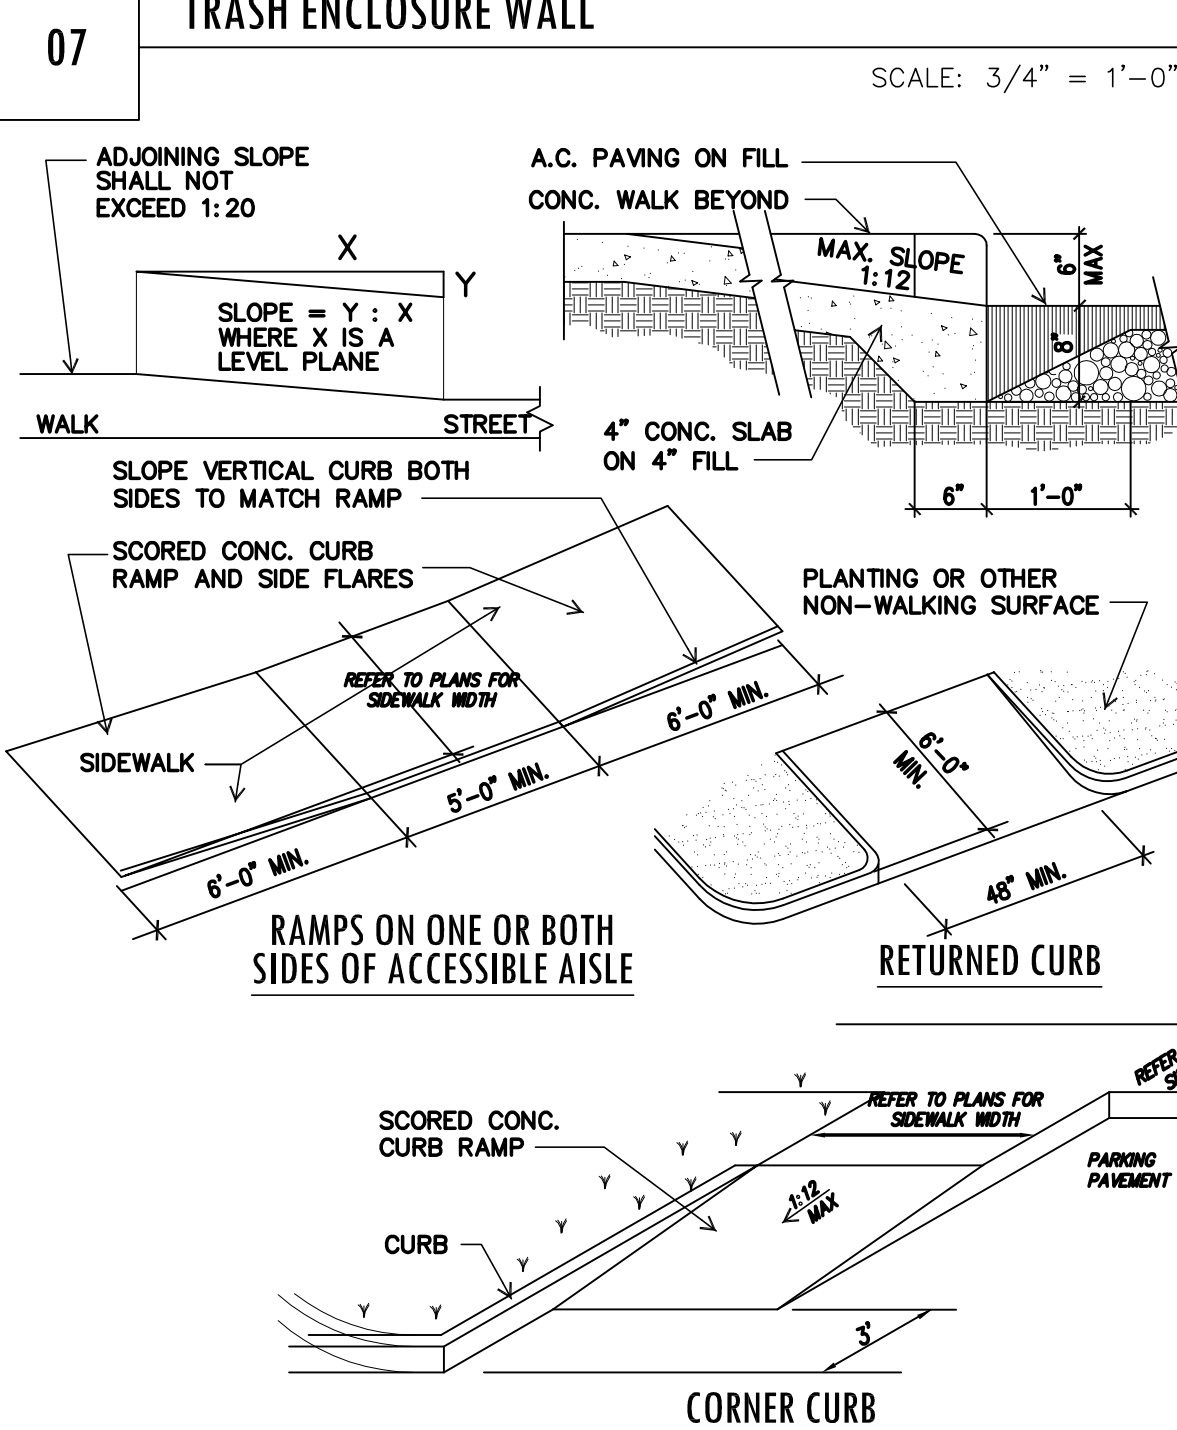 TRASH ENCLOSURE WALL
07
SCALE: 3/4" = 1'-0"
ADJOINING SLOPE
SHALL NOT
EXCEED 1:20
X
Y
SLOPE = Y : X
WHERE X IS A
LEVEL PLANE
WALK
STREET
A.C. PAVING ON FILL
CONC. WALK BEYOND
MAX. SLOPE
1:12
6"
MAX
8"
4" CONC. SLAB
ON 4" FILL
6"
1'-0"
SLOPE VERTICAL CURB BOTH
SIDES TO MATCH RAMP
SCORED CONC. CURB
RAMP AND SIDE FLARES
REFER TO PLANS FOR
SIDEWALK WIDTH
SIDEWALK
6'-0" MIN.
5'-0" MIN.
6'-0" MIN.
RAMPS ON ONE OR BOTH
SIDES OF ACCESSIBLE AISLE
PLANTING OR OTHER
NON-WALKING SURFACE
6'-0"
MIN.
48" MIN.
RETURNED CURB
SCORED CONC.
CURB RAMP
REFER TO PLANS FOR
SIDEWALK WIDTH
REFER
PARKING
PAVEMENT
1:12
MAX
CURB
3'
CORNER CURB